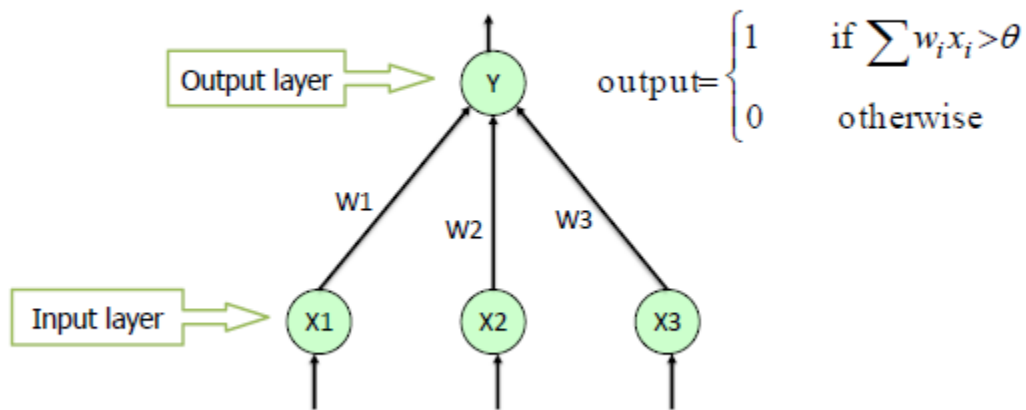 Output layer
Y
output= { 1 if ∑ wᵢxᵢ>θ
0 otherwise
W1
W2
W3
Input layer
X1
X2
X3